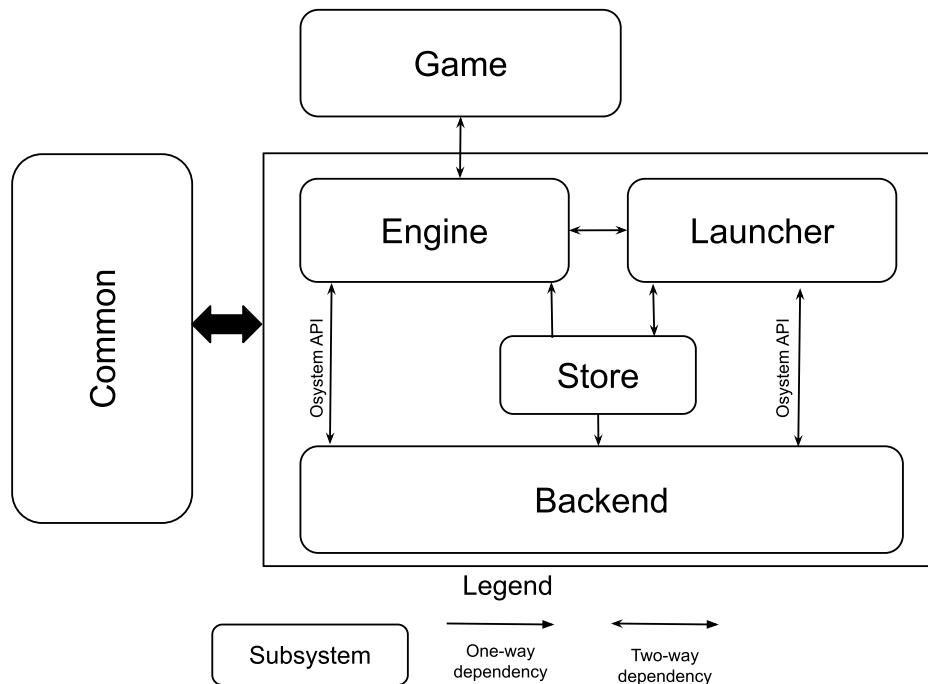 Game
Engine
Launcher
Common
Osystem API
Store
Osystem API
Backend
Legend
Subsystem
One-way
dependency
Two-way
dependency